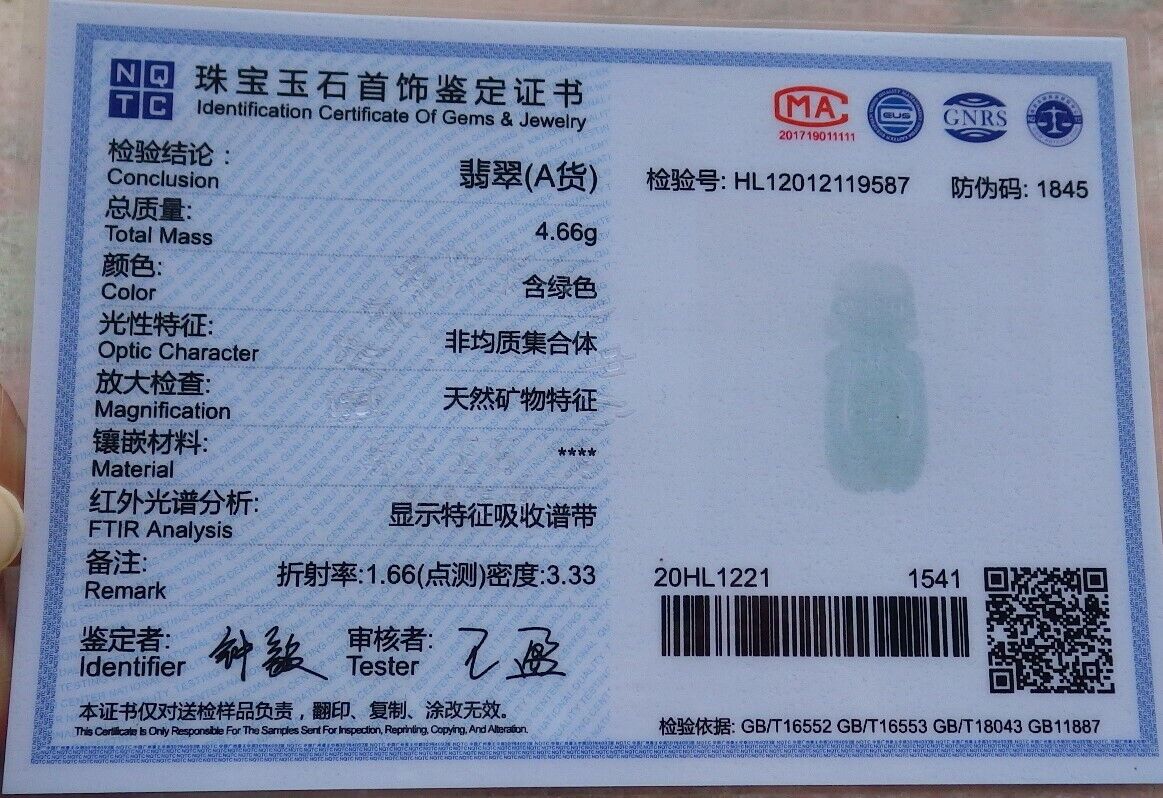 NQ
TC
珠宝玉石首饰鉴定证书
Identification Certificate Of Gems & Jewelry
检验结论：
翡翠(A货)
Conclusion
总质量:
4.66g
Total Mass
颜色:
含绿色
Color
光性特征:
非均质集合体
Optic Character
放大检查:
天然矿物特征
Magnification
镶嵌材料:
****
Material
红外光谱分析:
显示特征吸收谱带
FTIR Analysis
备注:
折射率:1.66(点测)密度:3.33
Remark
鉴定者:
审核者:
Identifier
Tester
本证书仅对送检样品负责，翻印、复制、涂改无效。
This Certificate Is Only Responsible For The Samples Sent For Inspection, Reprinting, Copying, And Alteration.
MA
201719011111
EUS
GNRS
检验号: HL12012119587
防伪码: 1845
20HL1221
1541
检验依据: GB/T16552 GB/T16553 GB/T18043 GB11887